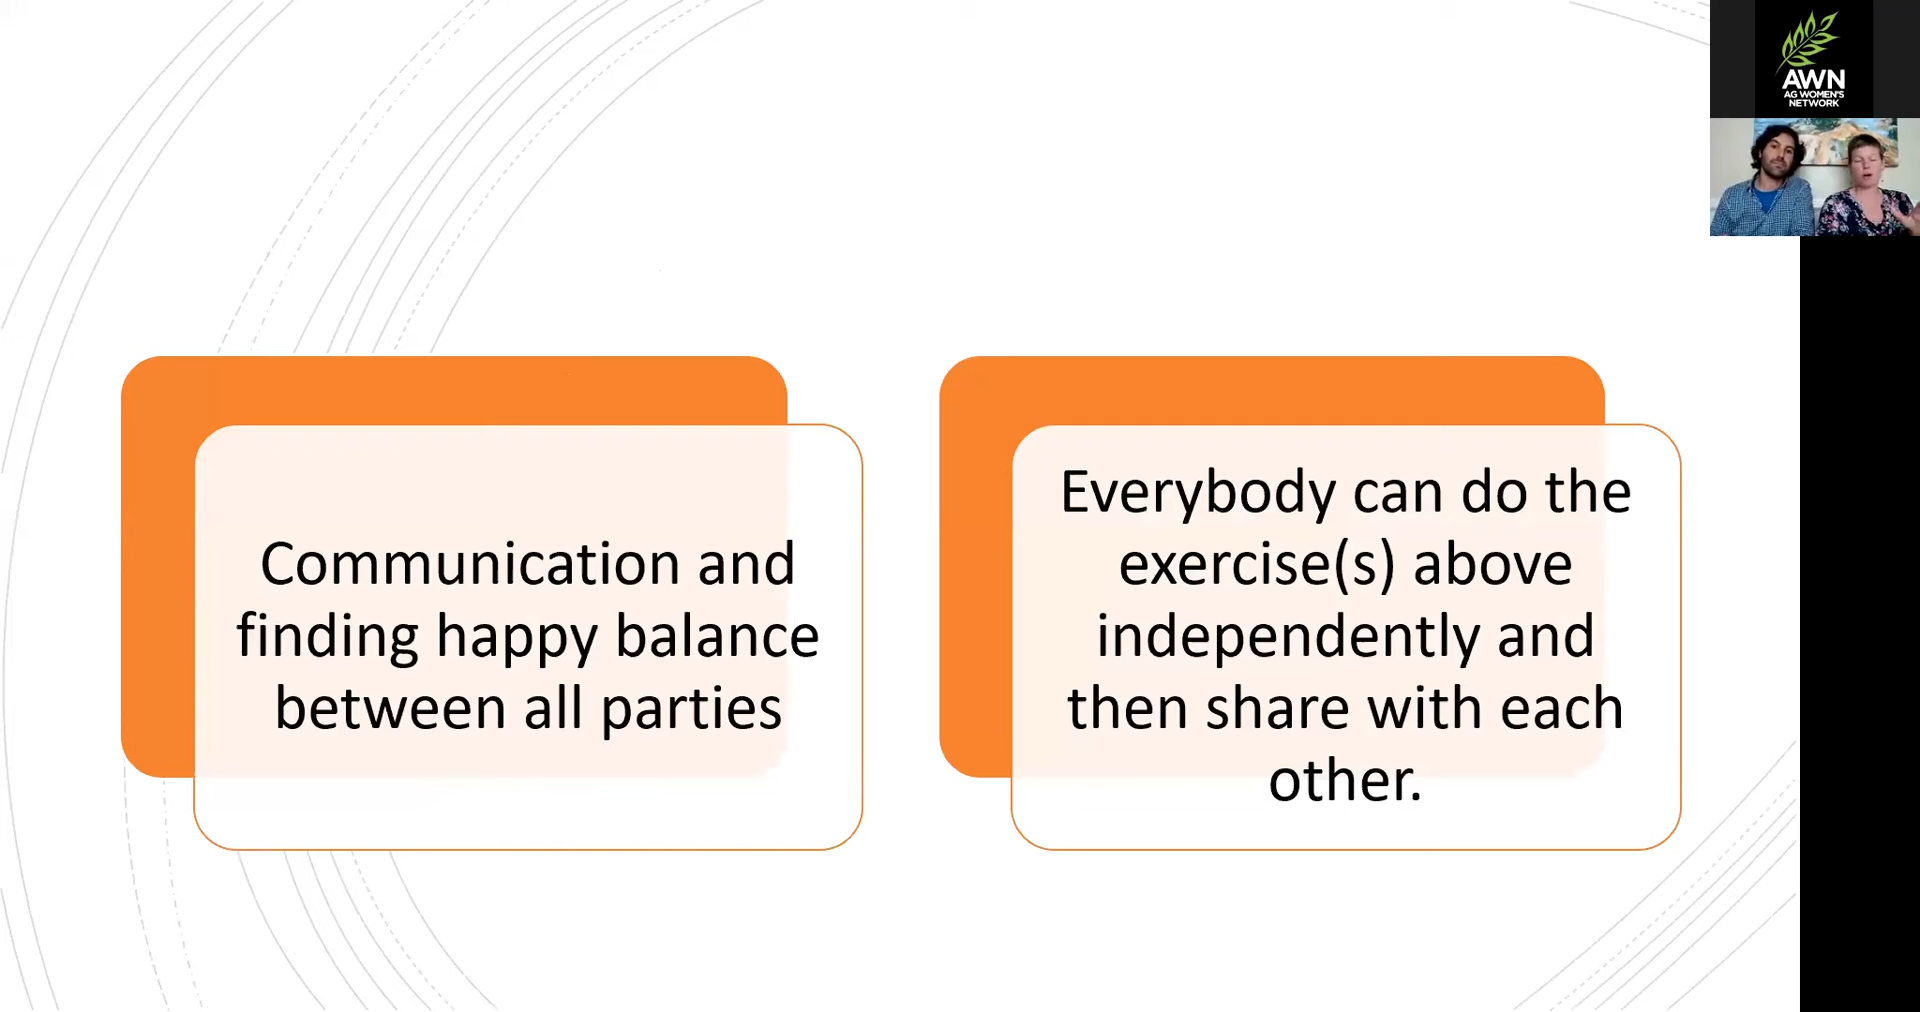 AWN
AG WOMEN'S
NETWORK
Communication and
finding happy balance
between all parties
Everybody can do the
exercise(s) above
independently and
then share with each
other.